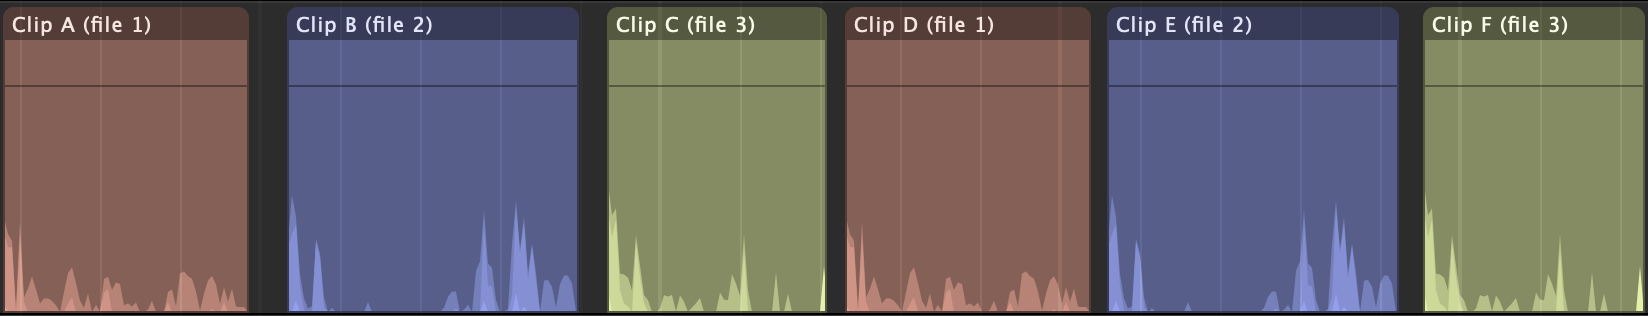 Clip A (file 1)
Clip B (file 2)
Clip C (file 3)
Clip D (file 1)
Clip E (file 2)
Clip F (file 3)